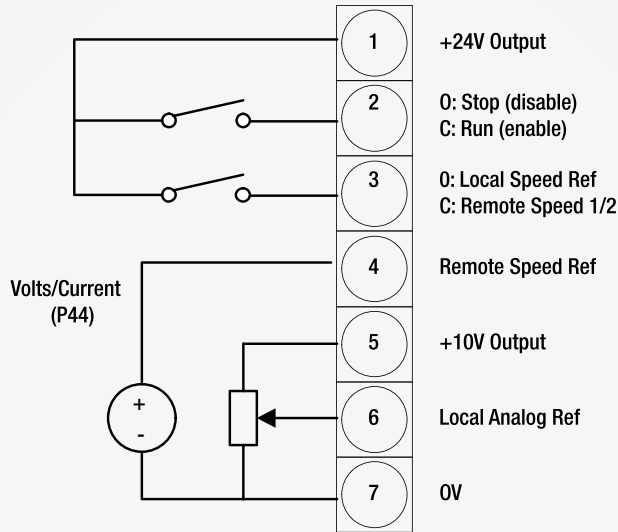 1 +24V Output
2 O: Stop (disable)
C: Run (enable)
3 O: Local Speed Ref
C: Remote Speed 1/2
4 Remote Speed Ref
Volts/Current
(P44)
5 +10V Output
+
-
6 Local Analog Ref
7 0V